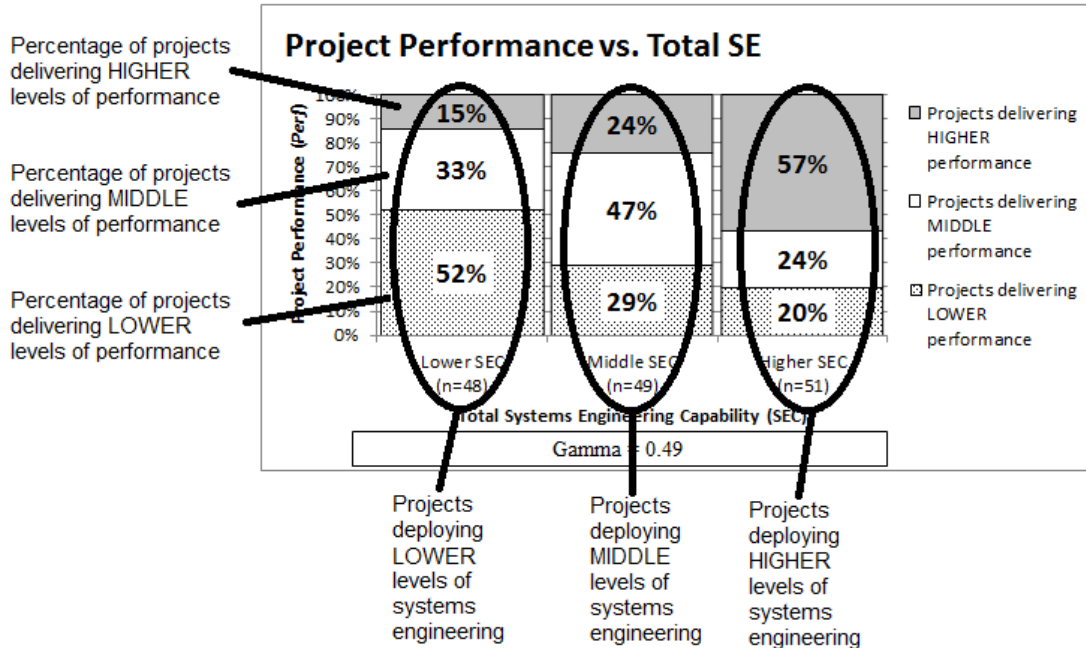 Project Performance vs. Total SE
Percentage of projects
delivering HIGHER
levels of performance
Percentage of projects
delivering MIDDLE
levels of performance
Percentage of projects
delivering LOWER
levels of performance
Project Performance (Perf)
100%
90%
80%
70%
60%
50%
40%
30%
20%
10%
0%
15%
33%
52%
24%
47%
29%
57%
24%
20%
Projects delivering
HIGHER
performance
Projects delivering
MIDDLE
performance
Projects delivering
LOWER
performance
Lower SEC
(n=48)
Middle SEC
(n=49)
Higher SEC
(n=51)
Total Systems Engineering Capability (SEC)
Gamma = 0.49
Projects
deploying
LOWER
levels of
systems
engineering
Projects
deploying
MIDDLE
levels of
systems
engineering
Projects
deploying
HIGHER
levels of
systems
engineering